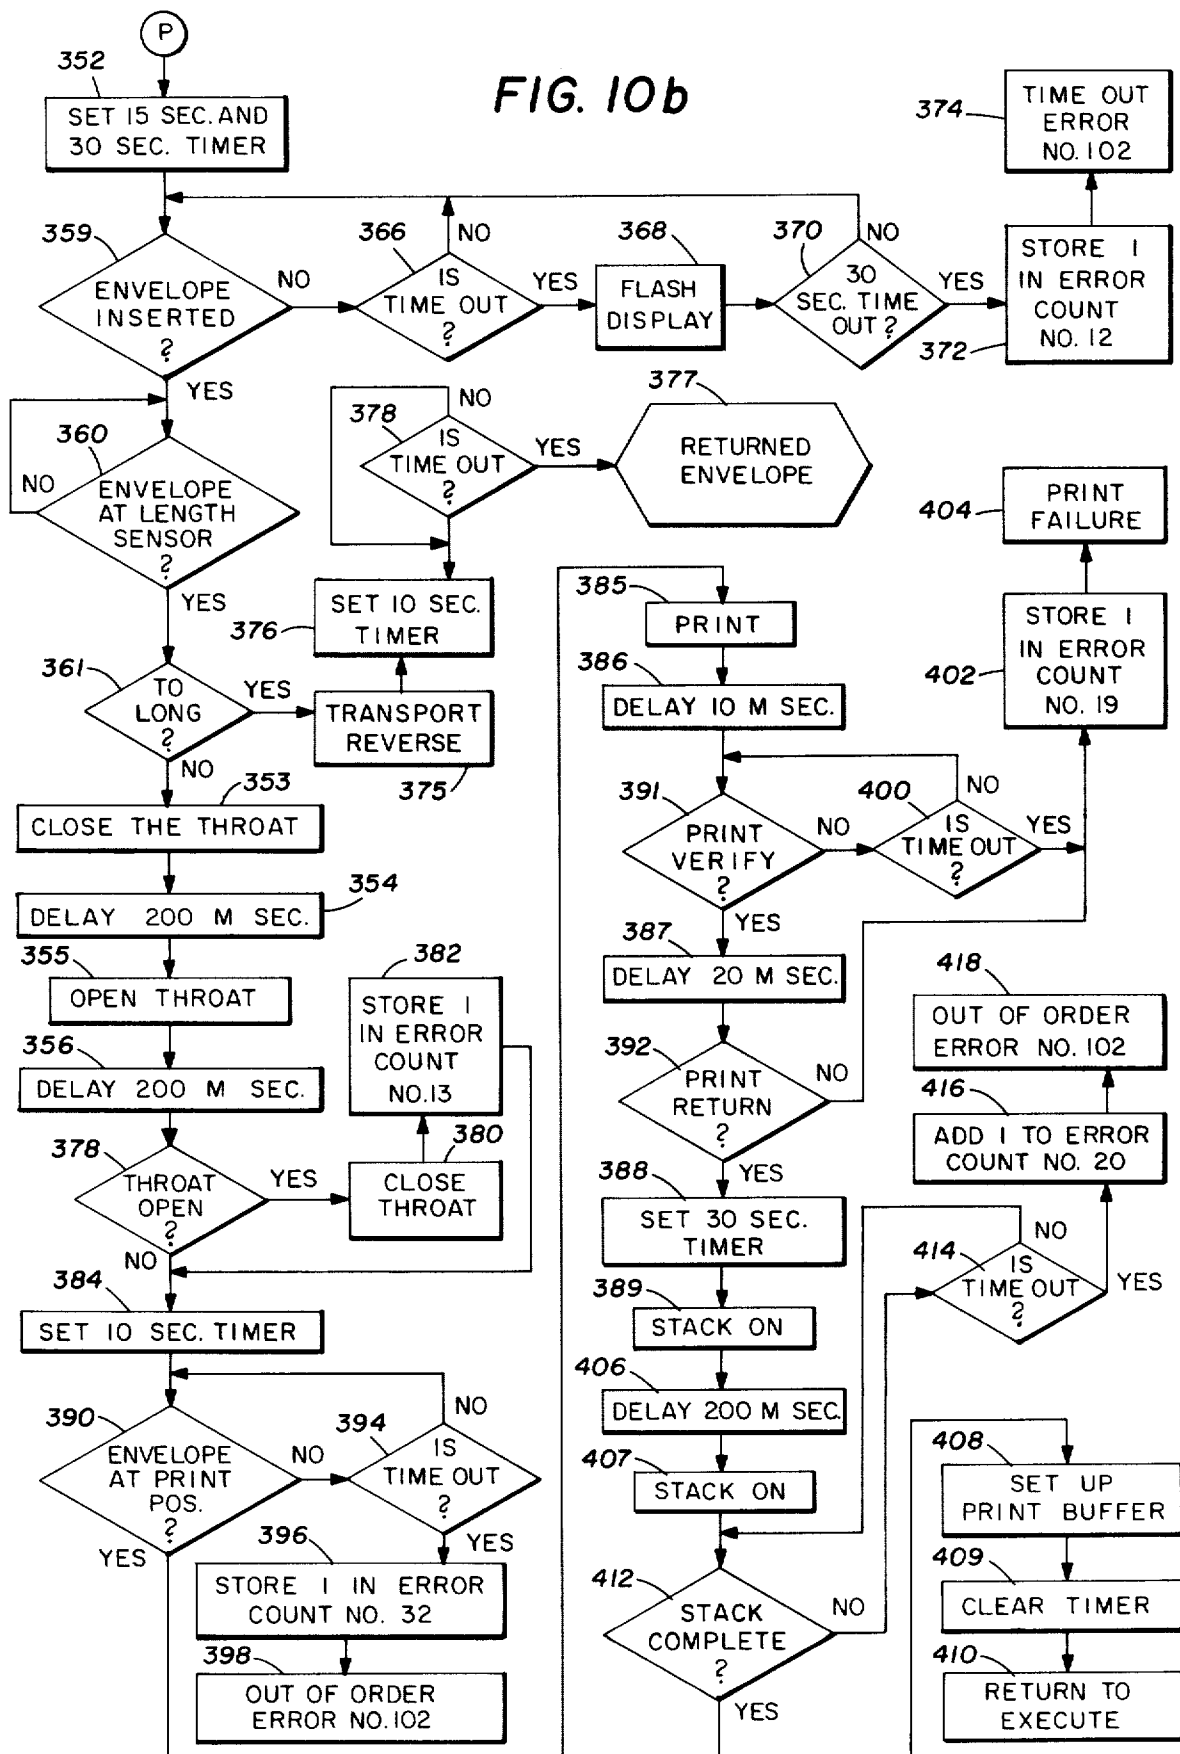 P
352
SET 15 SEC. AND
30 SEC. TIMER
FIG. 10b
374
TIME OUT
ERROR
NO. 102
359
ENVELOPE
INSERTED
?
NO
YES
366
IS
TIME OUT
?
NO
YES
368
FLASH
DISPLAY
370
30
SEC. TIME
OUT ?
NO
YES
STORE 1
IN ERROR
COUNT
NO. 12
372
360
ENVELOPE
AT LENGTH
SENSOR
?
NO
YES
378
IS
TIME OUT
?
NO
YES
377
RETURNED
ENVELOPE
376
SET 10 SEC.
TIMER
361
TO
LONG
?
YES
NO
TRANSPORT
REVERSE
375
353
CLOSE THE THROAT
354
DELAY 200 M SEC.
355
OPEN THROAT
356
DELAY 200 M SEC.
378
THROAT
OPEN
?
YES
NO
380
CLOSE
THROAT
382
STORE 1
IN ERROR
COUNT
NO. 13
384
SET 10 SEC. TIMER
390
ENVELOPE
AT PRINT
POS.
?
NO
YES
394
IS
TIME OUT
?
NO
YES
396
STORE 1 IN ERROR
COUNT NO. 32
398
OUT OF ORDER
ERROR NO. 102
385
PRINT
386
DELAY 10 M SEC.
391
PRINT
VERIFY
?
NO
YES
400
IS
TIME OUT
?
NO
YES
404
PRINT
FAILURE
402
STORE 1
IN ERROR
COUNT
NO. 19
387
DELAY 20 M SEC.
392
PRINT
RETURN
?
NO
YES
388
SET 30 SEC.
TIMER
389
STACK ON
406
DELAY 200 M SEC.
407
STACK ON
412
STACK
COMPLETE
?
NO
YES
414
IS
TIME OUT
?
NO
YES
418
OUT OF ORDER
ERROR NO. 102
416
ADD 1 TO ERROR
COUNT NO. 20
408
SET UP
PRINT BUFFER
409
CLEAR TIMER
410
RETURN TO
EXECUTE